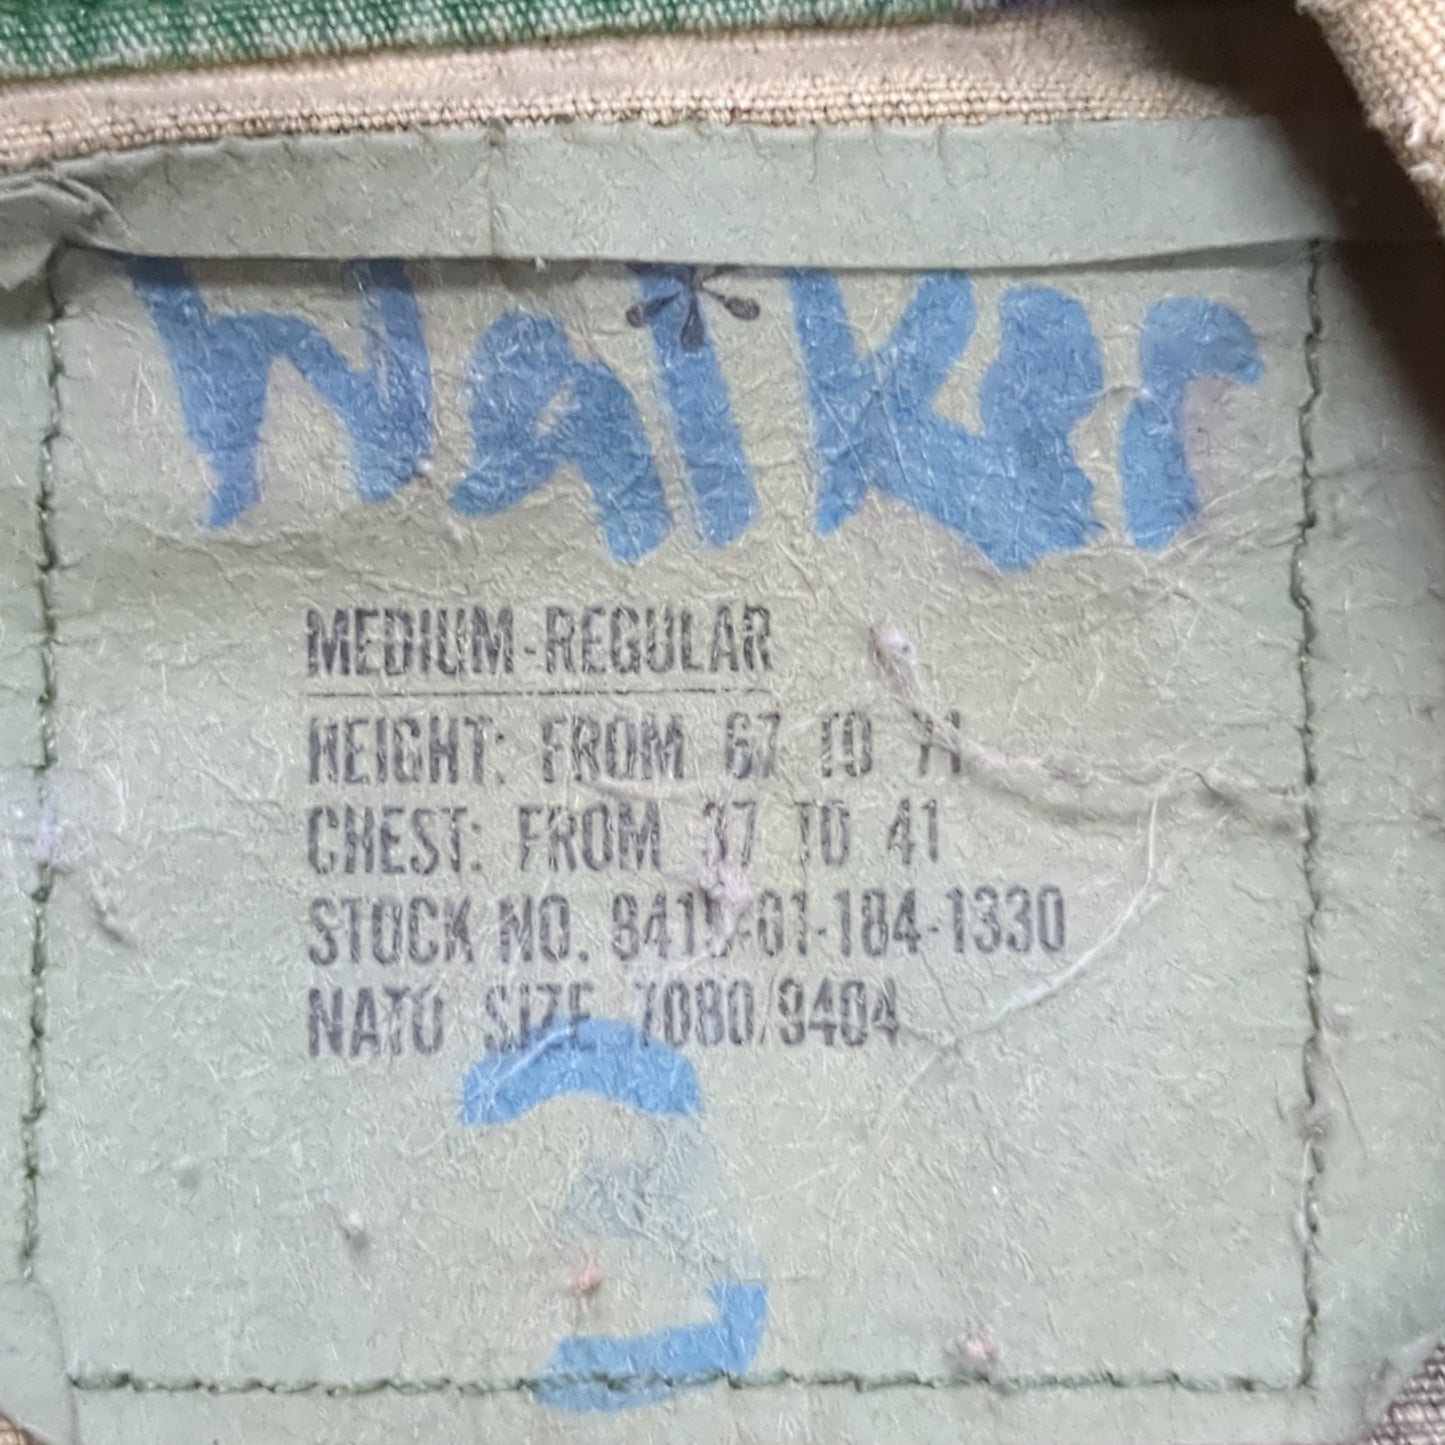 Walker
MEDIUM-REGULAR
HEIGHT: FROM 67 TO 71
CHEST: FROM 37 TO 41
STOCK NO. 8415-01-184-1330
NATO SIZE 7080/9404